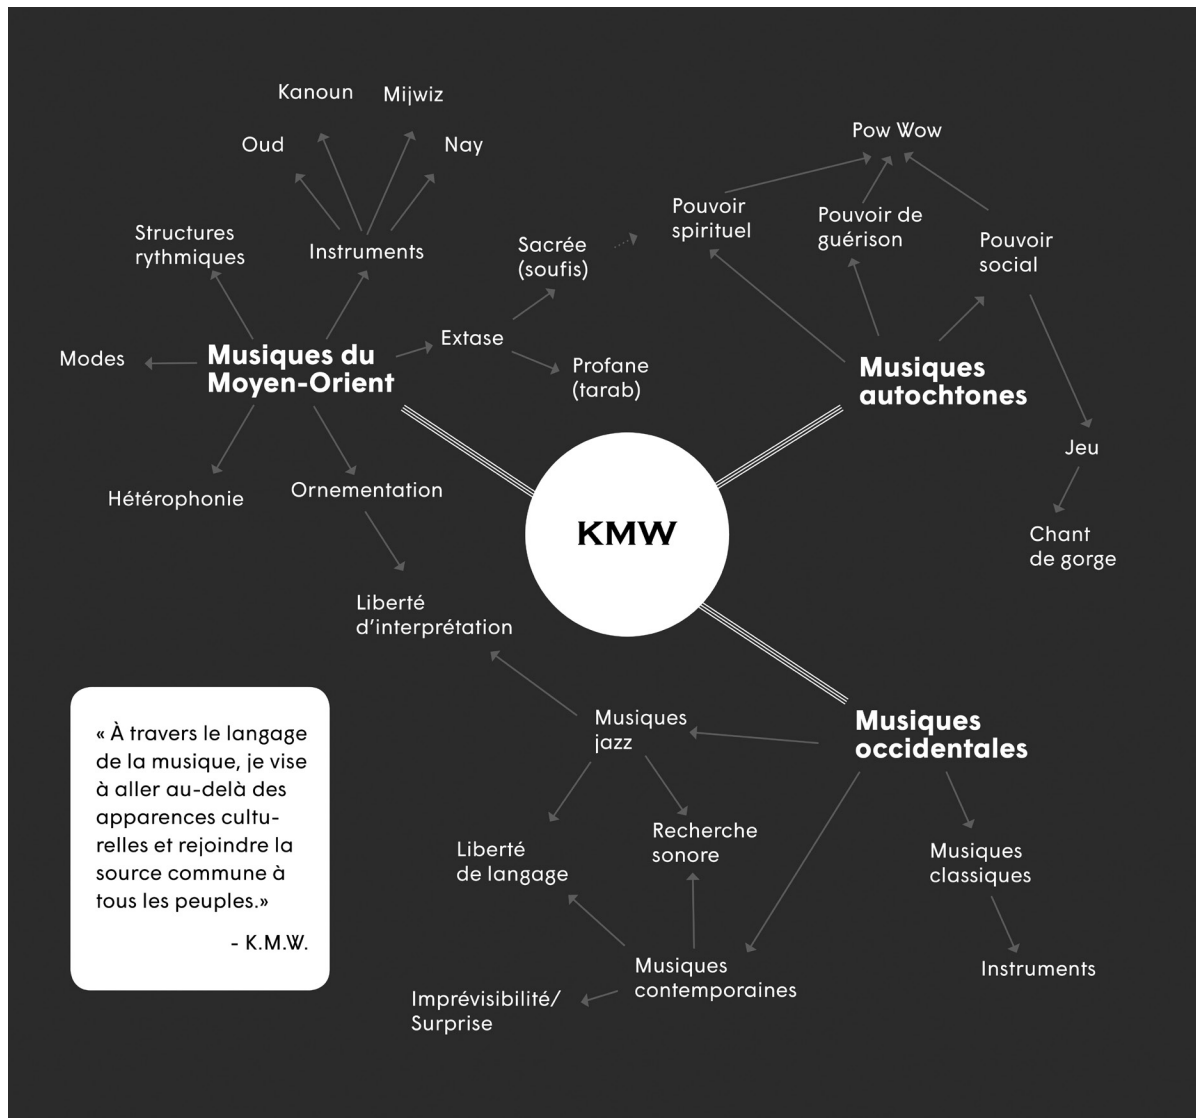 Kanoun
Mijwiz
Oud
Nay
Structures
rythmiques
Instruments
Modes
Musiques du
Moyen-Orient
Extase
Sacrée
(soufis)
Profane
(tarab)
Hétérophonie
Ornementation
Liberté
d’interprétation
Pow Wow
Pouvoir
spirituel
Pouvoir de
guérison
Pouvoir
social
Musiques
autochtones
Jeu
Chant
de gorge
KMW
Musiques
occidentales
Musiques
jazz
Liberté
de langage
Recherche
sonore
Musiques
classiques
Instruments
Musiques
contemporaines
Imprévisibilité/
Surprise
« À travers le langage
de la musique, je vise
à aller au-delà des
apparences cultu-
relles et rejoindre la
source commune à
tous les peuples.»
- K.M.W.